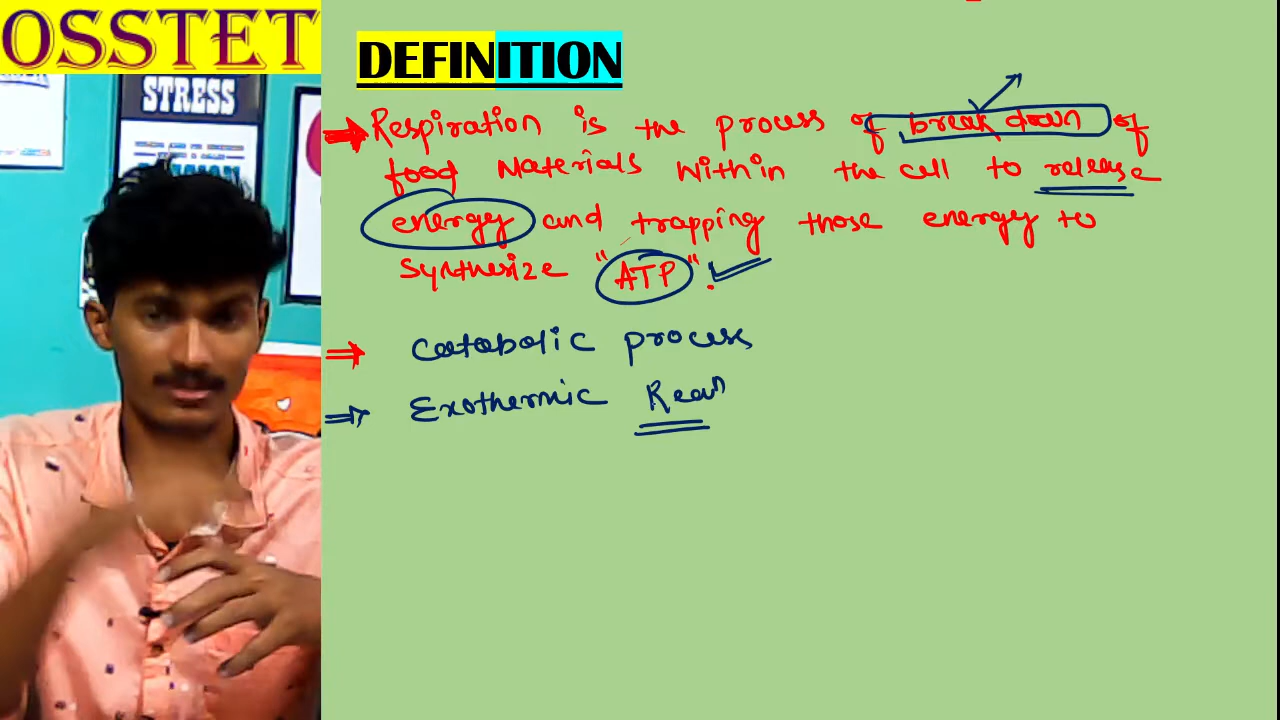 OSSTET
STRESS
DEFINITION
⇒ Respiration is the process of break down of
food Materials within the cell to release
energy and trapping those energy to
synthesize "ATP".
⇒ Catabolic process
⇒ Exothermic Reaⁿ